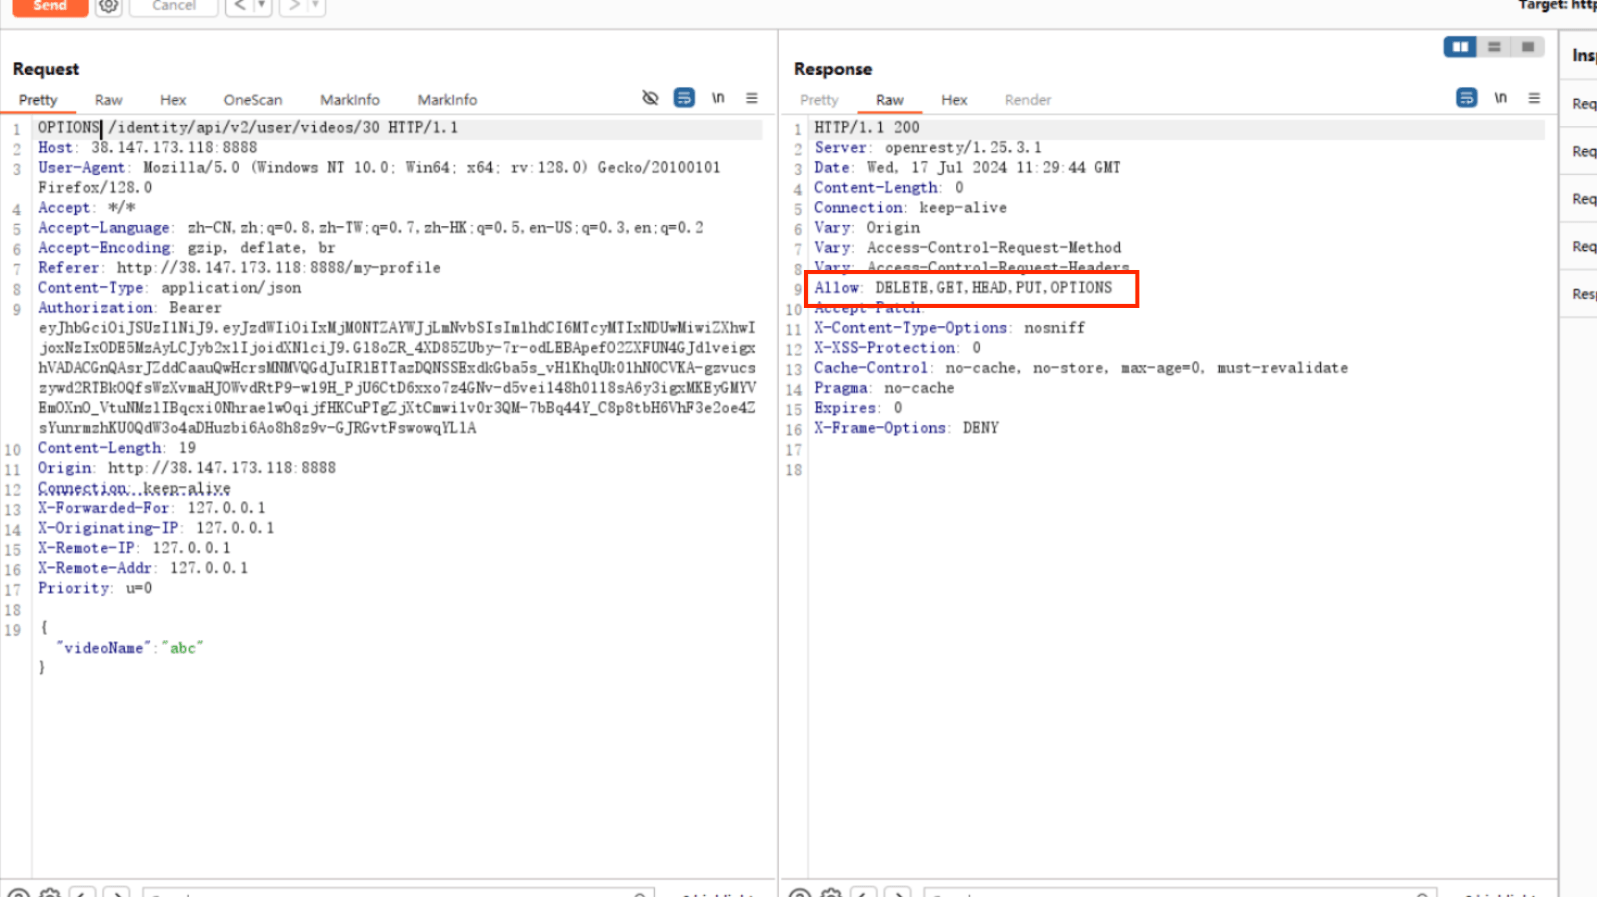 Send
Cancel
Target: http
Request
Pretty Raw Hex OneScan MarkInfo MarkInfo \n
1 OPTIONS /identity/api/v2/user/videos/30 HTTP/1.1
2 Host: 38.147.173.118:8888
3 User-Agent: Mozilla/5.0 (Windows NT 10.0; Win64; x64; rv:128.0) Gecko/20100101
Firefox/128.0
4 Accept: */*
5 Accept-Language: zh-CN,zh;q=0.8,zh-TW;q=0.7,zh-HK;q=0.5,en-US;q=0.3,en;q=0.2
6 Accept-Encoding: gzip, deflate, br
7 Referer: http://38.147.173.118:8888/my-profile
8 Content-Type: application/json
9 Authorization: Bearer
10 Content-Length: 19
11 Origin: http://38.147.173.118:8888
12 Connection: keep-alive
13 X-Forwarded-For: 127.0.0.1
14 X-Originating-IP: 127.0.0.1
15 X-Remote-IP: 127.0.0.1
16 X-Remote-Addr: 127.0.0.1
17 Priority: u=0
18
19 {
"videoName":"abc"
}
Response
Pretty Raw Hex Render \n
1 HTTP/1.1 200
2 Server: openresty/1.25.3.1
3 Date: Wed, 17 Jul 2024 11:29:44 GMT
4 Content-Length: 0
5 Connection: keep-alive
6 Vary: Origin
7 Vary: Access-Control-Request-Method
8 Vary: Access-Control-Request-Headers
9 Allow: DELETE,GET,HEAD,PUT,OPTIONS
10 Accept-Patch:
11 X-Content-Type-Options: nosniff
12 X-XSS-Protection: 0
13 Cache-Control: no-cache, no-store, max-age=0, must-revalidate
14 Pragma: no-cache
15 Expires: 0
16 X-Frame-Options: DENY
17
18
Insp
Req
Req
Req
Req
Resp